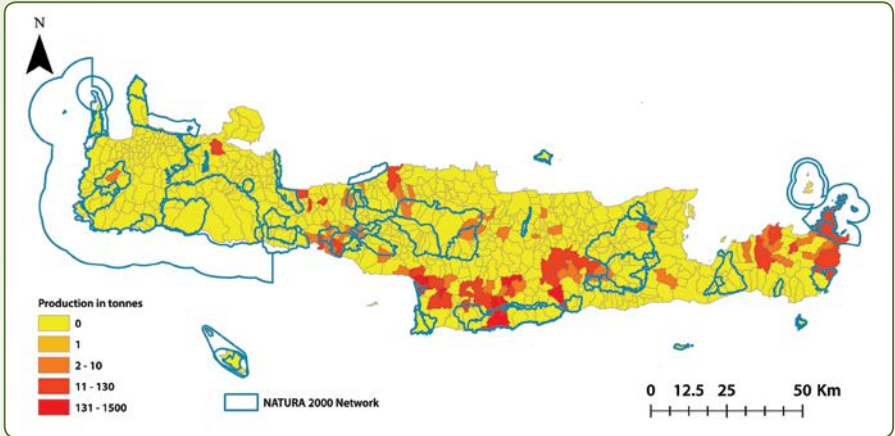 N
Production in tonnes
0
1
2 - 10
11 - 130
131 - 1500
NATURA 2000 Network
0 12.5 25 50 Km